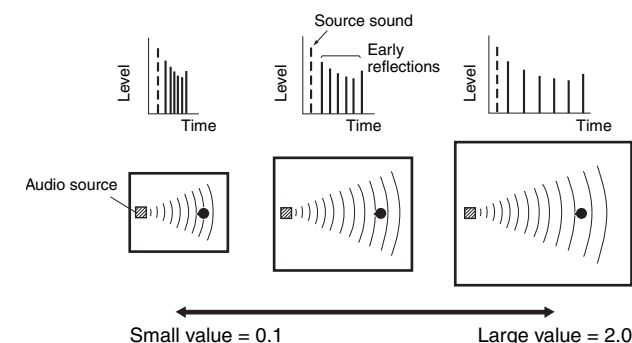 Source sound
Early
reflections
Level
Time
Level
Time
Level
Time
Audio source
Small value = 0.1
Large value = 2.0